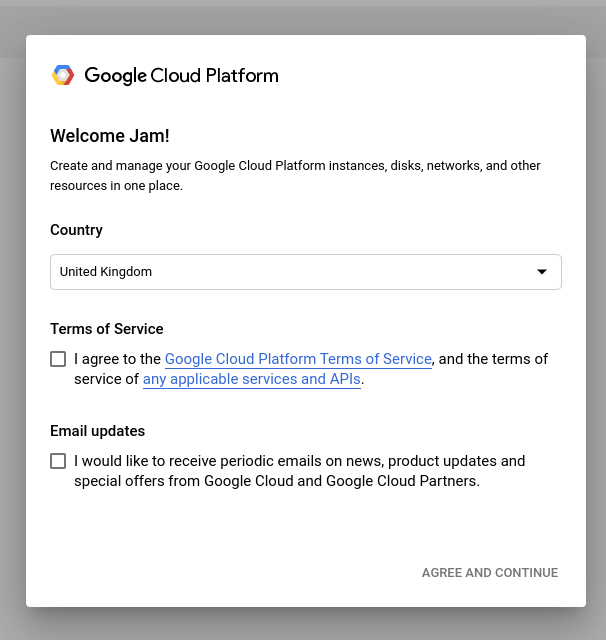 Google Cloud Platform
Welcome Jam!
Create and manage your Google Cloud Platform instances, disks, networks, and other
resources in one place.
Country
United Kingdom
Terms of Service
I agree to the Google Cloud Platform Terms of Service, and the terms of
service of any applicable services and APIs.
Email updates
I would like to receive periodic emails on news, product updates and
special offers from Google Cloud and Google Cloud Partners.
AGREE AND CONTINUE